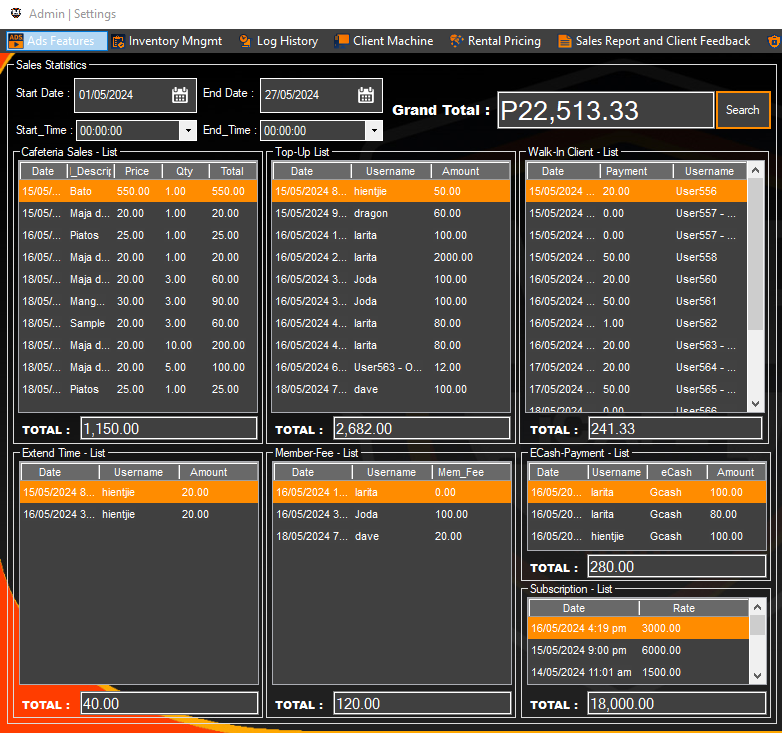 Admin | Settings
ADS Ads Features Inventory Mngmt Log History Client Machine Rental Pricing Sales Report and Client Feedback
Sales Statistics
Start Date : 01/05/2024 End Date : 27/05/2024 Grand Total : P22,513.33 Search
Start_Time : 00:00:00 End_Time : 00:00:00
Cafeteria Sales - List
Date _Descrip Price Qty Total
15/05/... Bato 550.00 1.00 550.00
15/05/... Maja d... 20.00 1.00 20.00
16/05/... Piatos 25.00 1.00 25.00
16/05/... Maja d... 20.00 1.00 20.00
18/05/... Maja d... 20.00 3.00 60.00
18/05/... Mang... 30.00 3.00 90.00
18/05/... Sample 20.00 3.00 60.00
18/05/... Maja d... 20.00 10.00 200.00
18/05/... Maja d... 20.00 5.00 100.00
18/05/... Piatos 25.00 1.00 25.00
TOTAL : 1,150.00
Top-Up List
Date Username Amount
15/05/2024 8... hientjie 50.00
15/05/2024 9... dragon 60.00
16/05/2024 1... larita 100.00
16/05/2024 2... larita 2000.00
16/05/2024 3... Joda 100.00
16/05/2024 3... Joda 100.00
16/05/2024 4... larita 80.00
16/05/2024 4... larita 80.00
16/05/2024 6... User563 - O... 12.00
18/05/2024 7... dave 100.00
TOTAL : 2,682.00
Walk-In Client - List
Date Payment Username
15/05/2024 ... 20.00 User556
15/05/2024 ... 0.00 User557 - ...
15/05/2024 ... 0.00 User557 - ...
15/05/2024 ... 50.00 User558
16/05/2024 ... 20.00 User560
16/05/2024 ... 50.00 User561
16/05/2024 ... 1.00 User562
16/05/2024 ... 20.00 User563 - ...
17/05/2024 ... 20.00 User564 - ...
17/05/2024 ... 50.00 User565 - ...
18/05/2024 ... 0.00 User566
TOTAL : 241.33
Extend Time - List
Date Username Amount
15/05/2024 8... hientjie 20.00
16/05/2024 3... hientjie 20.00
TOTAL : 40.00
Member-Fee - List
Date Username Mem_Fee
16/05/2024 1... larita 0.00
16/05/2024 3... Joda 100.00
18/05/2024 7... dave 20.00
TOTAL : 120.00
ECash-Payment - List
Date Username eCash Amount
16/05/20... larita Gcash 100.00
16/05/20... larita Gcash 80.00
16/05/20... hientjie Gcash 100.00
TOTAL : 280.00
Subscription - List
Date Rate
16/05/2024 4:19 pm 3000.00
15/05/2024 9:00 pm 6000.00
14/05/2024 11:01 am 1500.00
TOTAL : 18,000.00